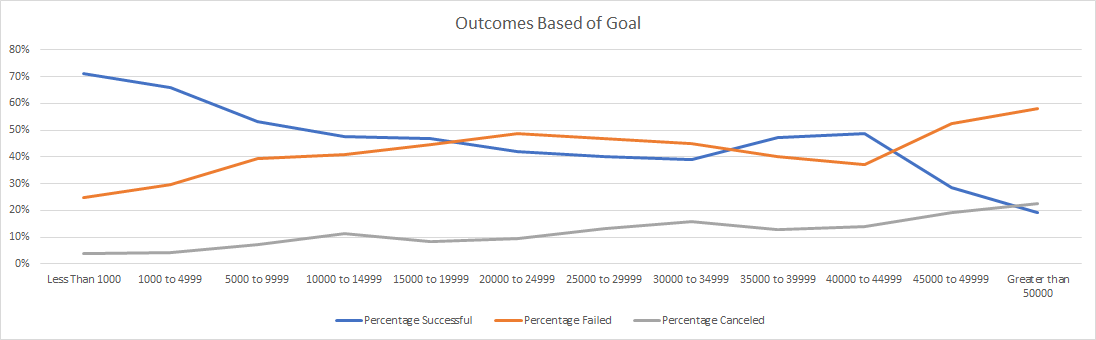 Outcomes Based of Goal
80%
70%
60%
50%
40%
30%
20%
10%
0%
Less Than 1000
1000 to 4999
5000 to 9999
10000 to 14999
15000 to 19999
20000 to 24999
25000 to 29999
30000 to 34999
35000 to 39999
40000 to 44999
45000 to 49999
Greater than
50000
Percentage Successful
Percentage Failed
Percentage Canceled